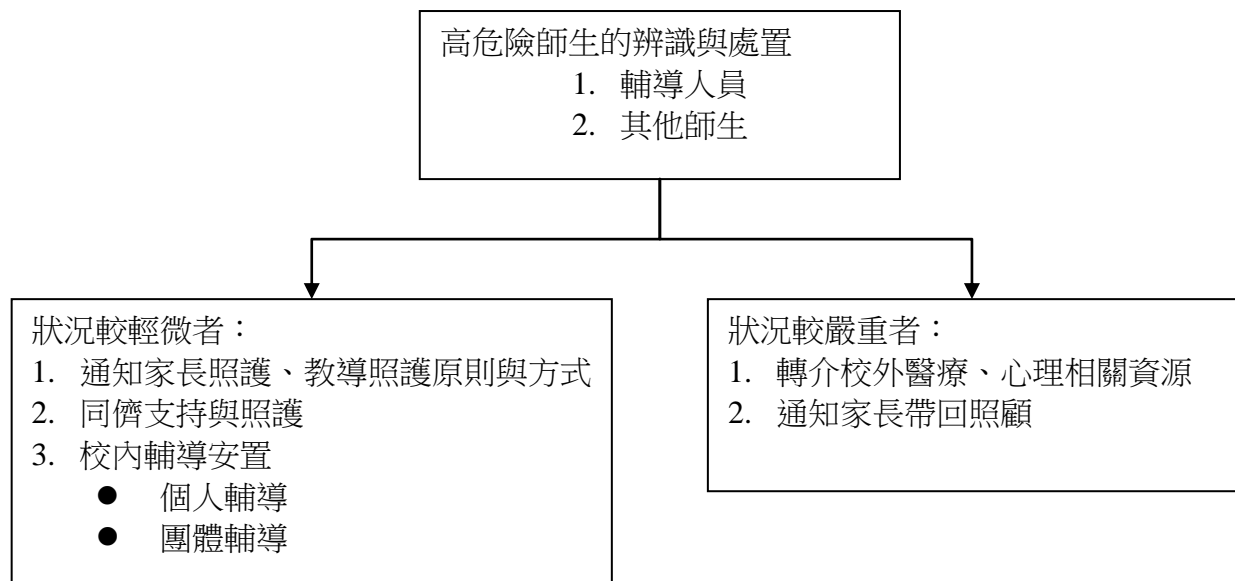 高危險師生的辨識與處置
1. 輔導人員
2. 其他師生
狀況較輕微者：
1. 通知家長照護、教導照護原則與方式
2. 同儕支持與照護
3. 校內輔導安置
● 個人輔導
● 團體輔導
狀況較嚴重者：
1. 轉介校外醫療、心理相關資源
2. 通知家長帶回照顧